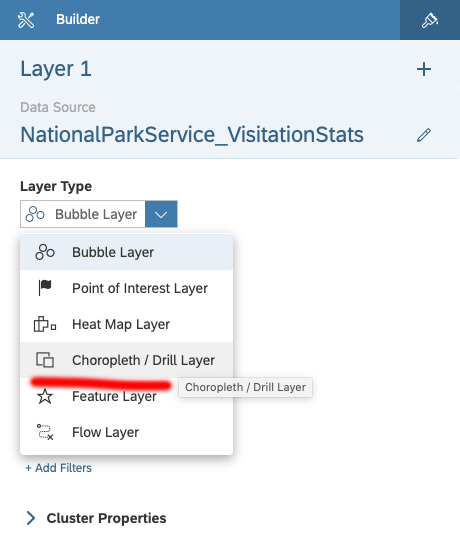 Builder
Layer 1
Data Source
NationalParkService_VisitationStats
Layer Type
Bubble Layer
Bubble Layer
Point of Interest Layer
Heat Map Layer
Choropleth / Drill Layer
Choropleth / Drill Layer
Feature Layer
Flow Layer
+ Add Filters
Cluster Properties